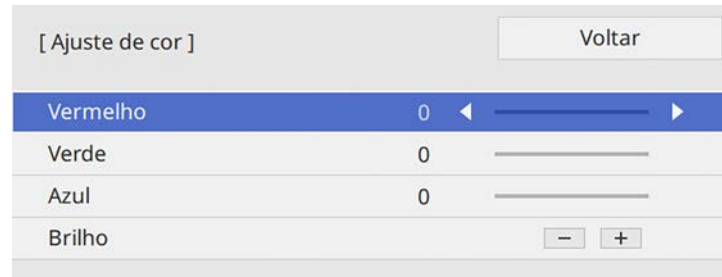 [ Ajuste de cor ] Voltar
Vermelho 0
Verde 0
Azul 0
Brilho − +